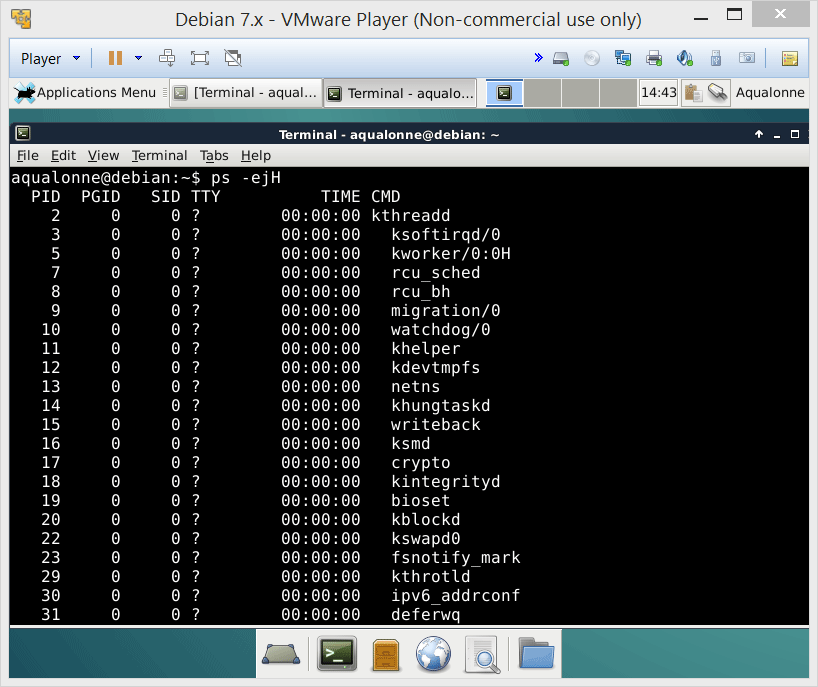 Debian 7.x - VMware Player (Non-commercial use only)
Player
Applications Menu [Terminal - aqual... Terminal - aqualo... 14:43 Aqualonne
Terminal - aqualonne@debian: ~
File Edit View Terminal Tabs Help
aqualonne@debian:~$ ps -ejH
PID PGID SID TTY TIME CMD
2 0 0 ? 00:00:00 kthreadd
3 0 0 ? 00:00:00 ksoftirqd/0
5 0 0 ? 00:00:00 kworker/0:0H
7 0 0 ? 00:00:00 rcu_sched
8 0 0 ? 00:00:00 rcu_bh
9 0 0 ? 00:00:00 migration/0
10 0 0 ? 00:00:00 watchdog/0
11 0 0 ? 00:00:00 khelper
12 0 0 ? 00:00:00 kdevtmpfs
13 0 0 ? 00:00:00 netns
14 0 0 ? 00:00:00 khungtaskd
15 0 0 ? 00:00:00 writeback
16 0 0 ? 00:00:00 ksmd
17 0 0 ? 00:00:00 crypto
18 0 0 ? 00:00:00 kintegrityd
19 0 0 ? 00:00:00 bioset
20 0 0 ? 00:00:00 kblockd
22 0 0 ? 00:00:00 kswapd0
23 0 0 ? 00:00:00 fsnotify_mark
29 0 0 ? 00:00:00 kthrotld
30 0 0 ? 00:00:00 ipv6_addrconf
31 0 0 ? 00:00:00 deferwq